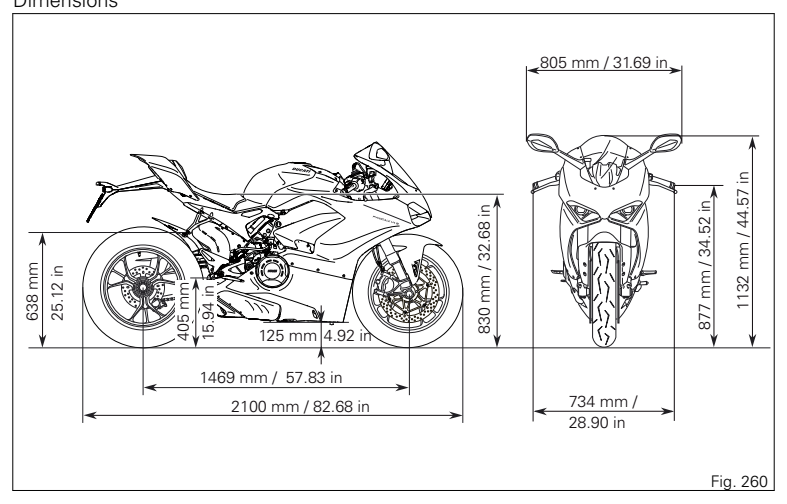 Dimensions
805 mm / 31.69 in
638 mm
25.12 in
405 mm
15.94 in
125 mm 4.92 in
830 mm / 32.68 in
877 mm / 34.52 in
1132 mm / 44.57 in
1469 mm / 57.83 in
2100 mm / 82.68 in
734 mm /
28.90 in
Fig. 260